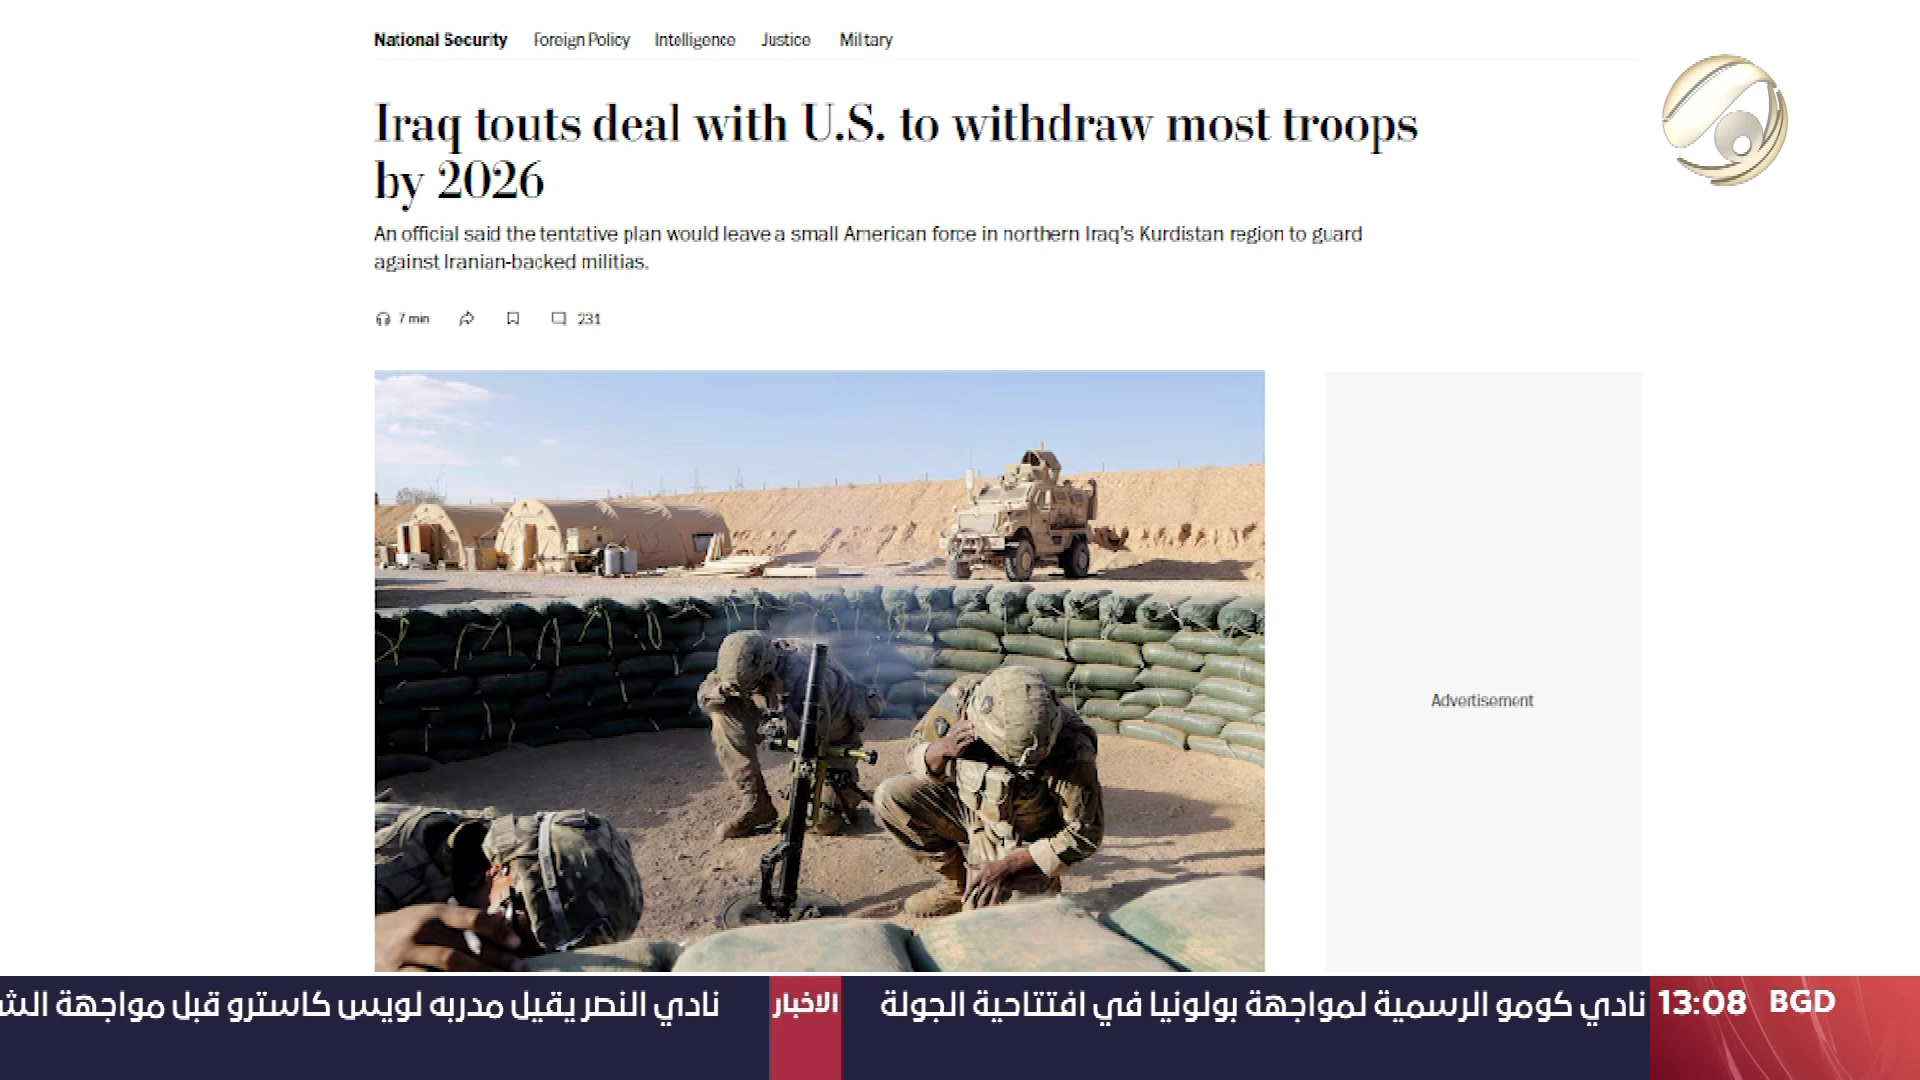 National Security Foreign Policy Intelligence Justice Military
Iraq touts deal with U.S. to withdraw most troops
by 2026
An official said the tentative plan would leave a small American force in northern Iraq's Kurdistan region to guard
against Iranian-backed militias.
7 min 231
Advertisement
13:08 BGD
نادي كومو الرسمية لمواجهة بولونيا في افتتاحية الجولة
الاخبار
نادي النصر يقيل مدربه لويس كاسترو قبل مواجهة